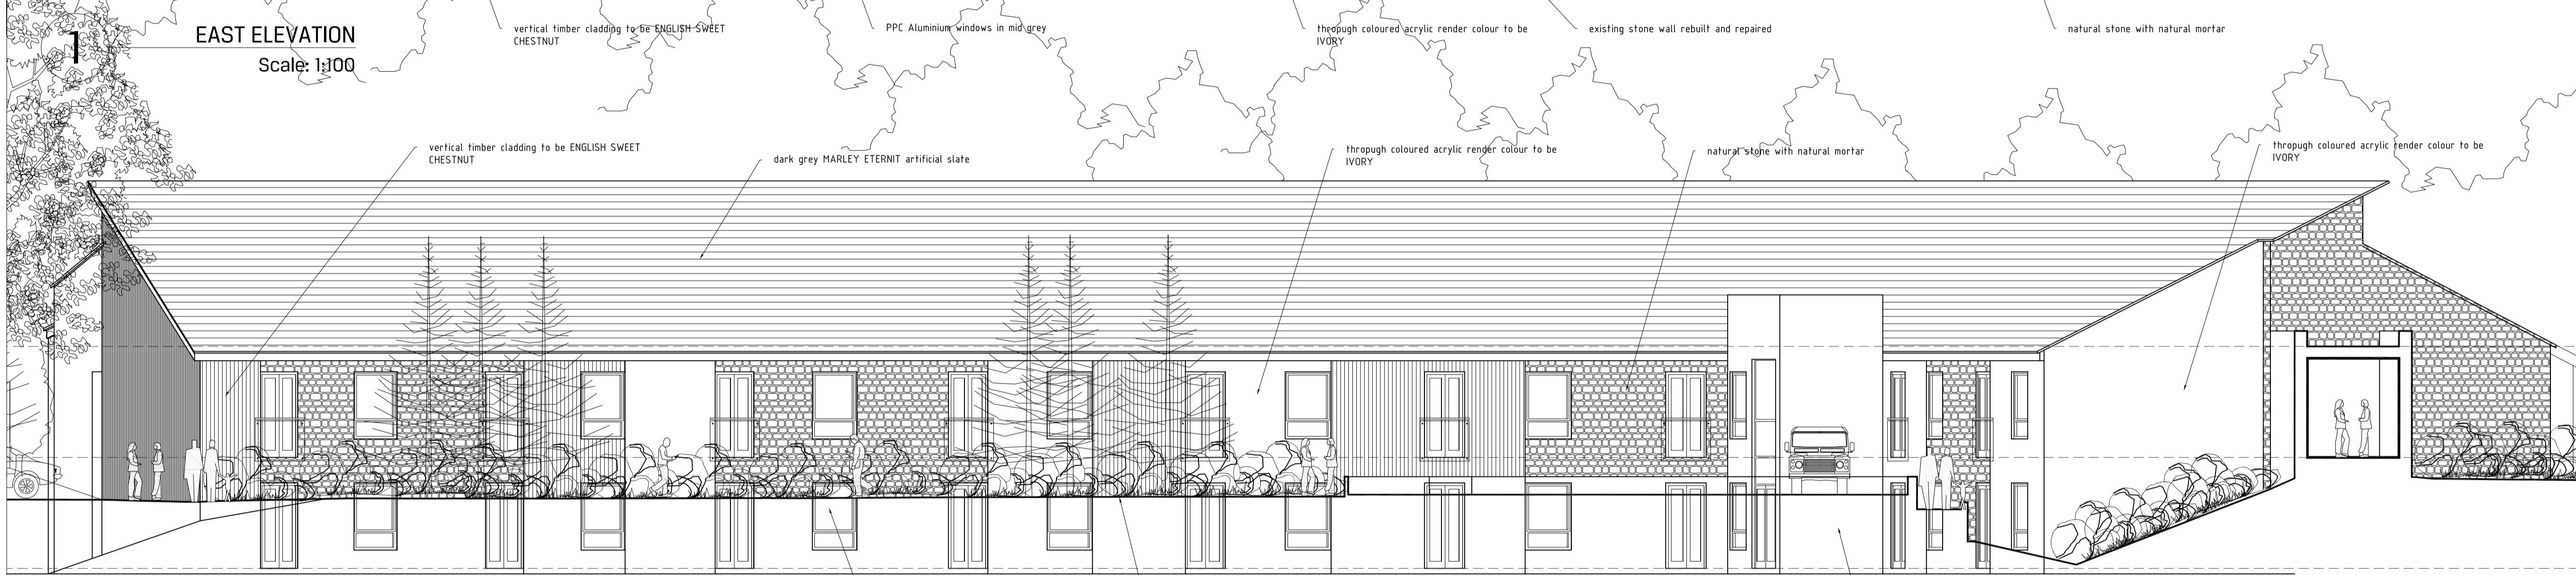 1
EAST ELEVATION
Scale: 1:100
vertical timber cladding to be ENGLISH SWEET
CHESTNUT
PPC Aluminium windows in mid grey
thropugh coloured acrylic render colour to be
IVORY
existing stone wall rebuilt and repaired
natural stone with natural mortar
vertical timber cladding to be ENGLISH SWEET
CHESTNUT
dark grey MARLEY ETERNIT artificial slate
thropugh coloured acrylic render colour to be
IVORY
natural stone with natural mortar
thropugh coloured acrylic render colour to be
IVORY